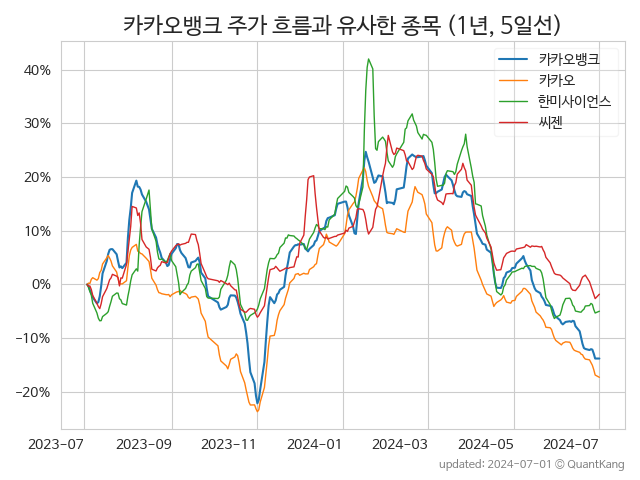 카카오뱅크 주가 흐름과 유사한 종목 (1년, 5일선)
카카오뱅크
카카오
한미사이언스
씨젠
40%
30%
20%
10%
0%
−10%
−20%
2023-07
2023-09
2023-11
2024-01
2024-03
2024-05
2024-07
updated: 2024-07-01 © QuantKang